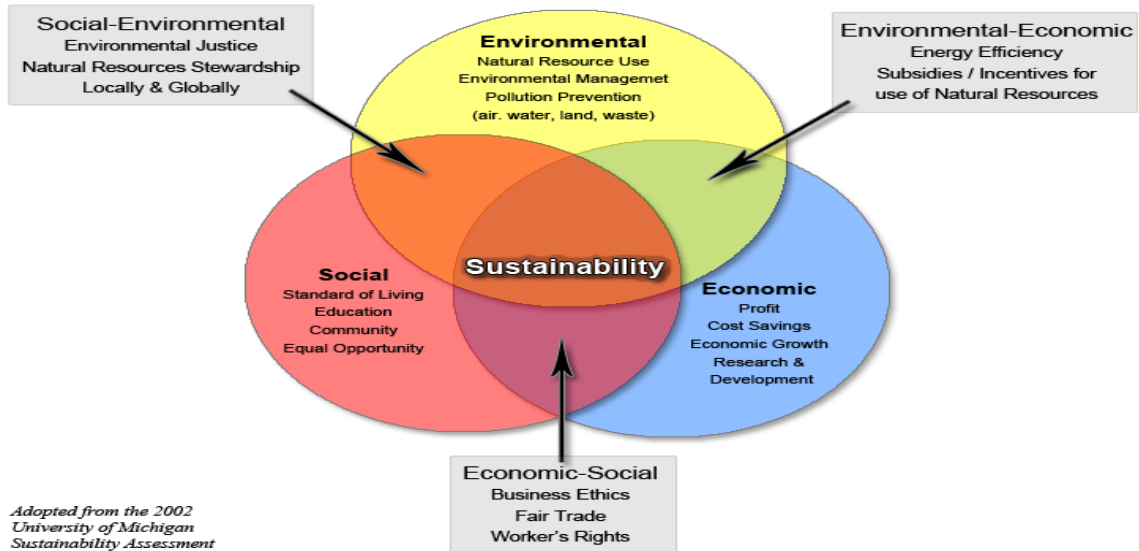 Social-Environmental
Environmental Justice
Natural Resources Stewardship
Locally & Globally
Environmental
Natural Resource Use
Environmental Managemet
Pollution Prevention
(air. water, land, waste)
Environmental-Economic
Energy Efficiency
Subsidies / Incentives for
use of Natural Resources
Sustainability
Social
Standard of Living
Education
Community
Equal Opportunity
Economic
Profit
Cost Savings
Economic Growth
Research &
Development
Economic-Social
Business Ethics
Fair Trade
Worker's Rights
Adopted from the 2002
University of Michigan
Sustainability Assessment